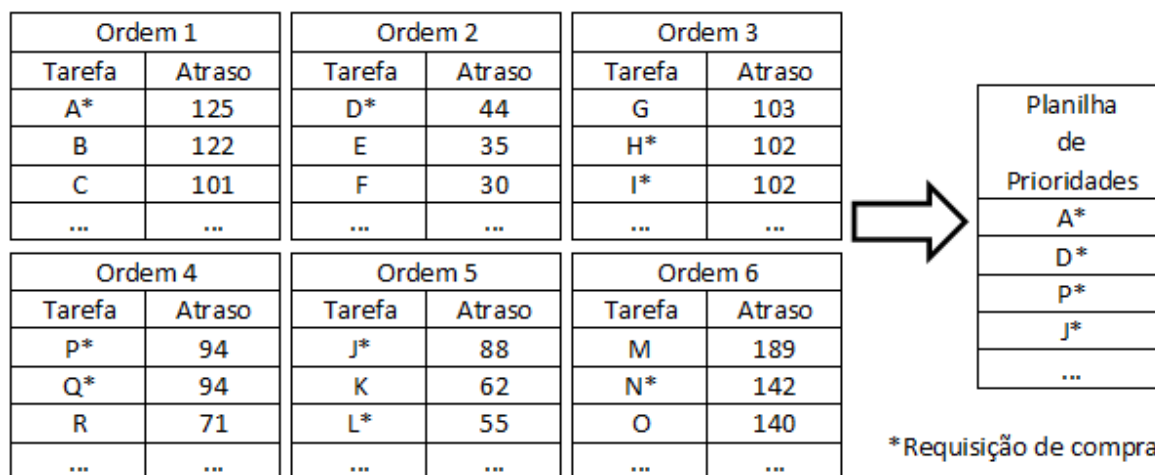 Ordem 1 Ordem 2 Ordem 3
Tarefa Atraso Tarefa Atraso Tarefa Atraso
A* 125 D* 44 G 103
B 122 E 35 H* 102
C 101 F 30 I* 102
... ... ... ... ... ...
Ordem 4 Ordem 5 Ordem 6
Tarefa Atraso Tarefa Atraso Tarefa Atraso
P* 94 J* 88 M 189
Q* 94 K 62 N* 142
R 71 L* 55 O 140
... ... ... ... ... ...
Planilha
de
Prioridades
A*
D*
P*
J*
...
*Requisição de compra